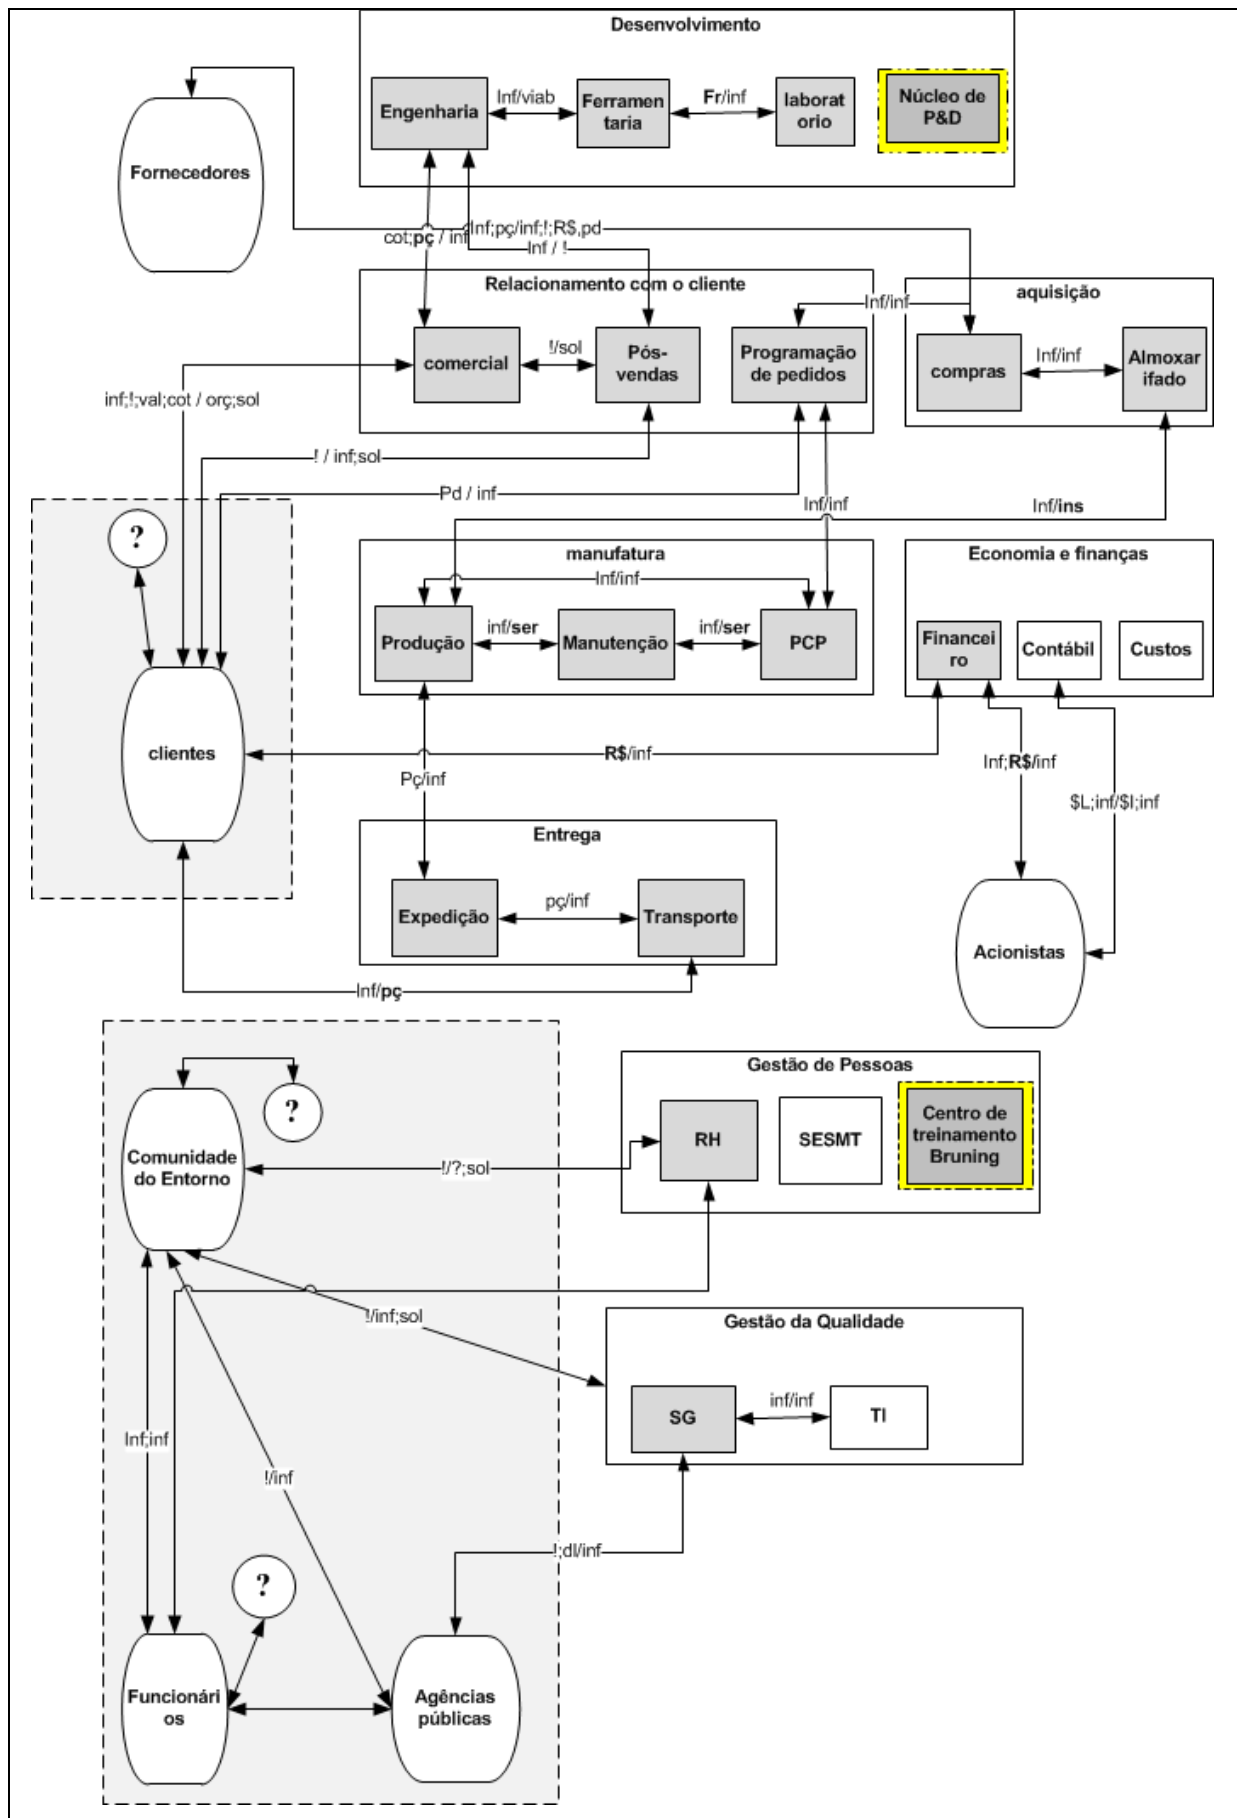 Desenvolvimento
Engenharia
Inf/viab
Ferramen
taria
Fr/inf
laborat
orio
Núcleo de
P&D
Fornecedores
cot;pç / inf
Inf;pç/inf;!;R$,pd
Inf / !
Relacionamento com o cliente
aquisição
Inf/inf
comercial
!/sol
Pós-
vendas
Programação
de pedidos
compras
Inf/inf
Almoxar
ifado
inf;!;val;cot / orç;sol
! / inf;sol
Pd / inf
Inf/inf
Inf/ins
?
manufatura
Inf/inf
Produção
inf/ser
Manutenção
inf/ser
PCP
Economia e finanças
Financei
ro
Contábil
Custos
clientes
R$/inf
Inf;R$/inf
$L;inf/$I;inf
Pç/inf
Entrega
Expedição
pç/inf
Transporte
Acionistas
Inf/pç
?
Comunidade
do Entorno
!/?;sol
Gestão de Pessoas
RH
SESMT
Centro de
treinamento
Bruning
!/inf;sol
Gestão da Qualidade
SG
inf/inf
TI
Inf;inf
!/inf
!;dl/inf
?
Funcionári
os
Agências
públicas